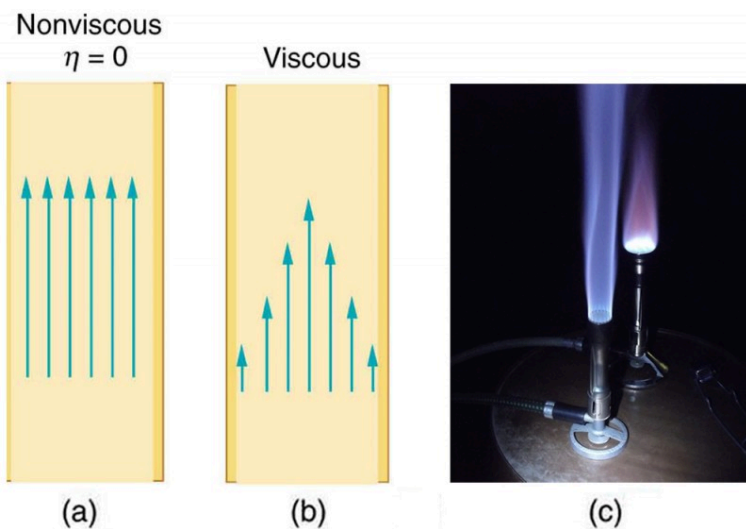 Nonviscous
η = 0
Viscous
(a)
(b)
(c)